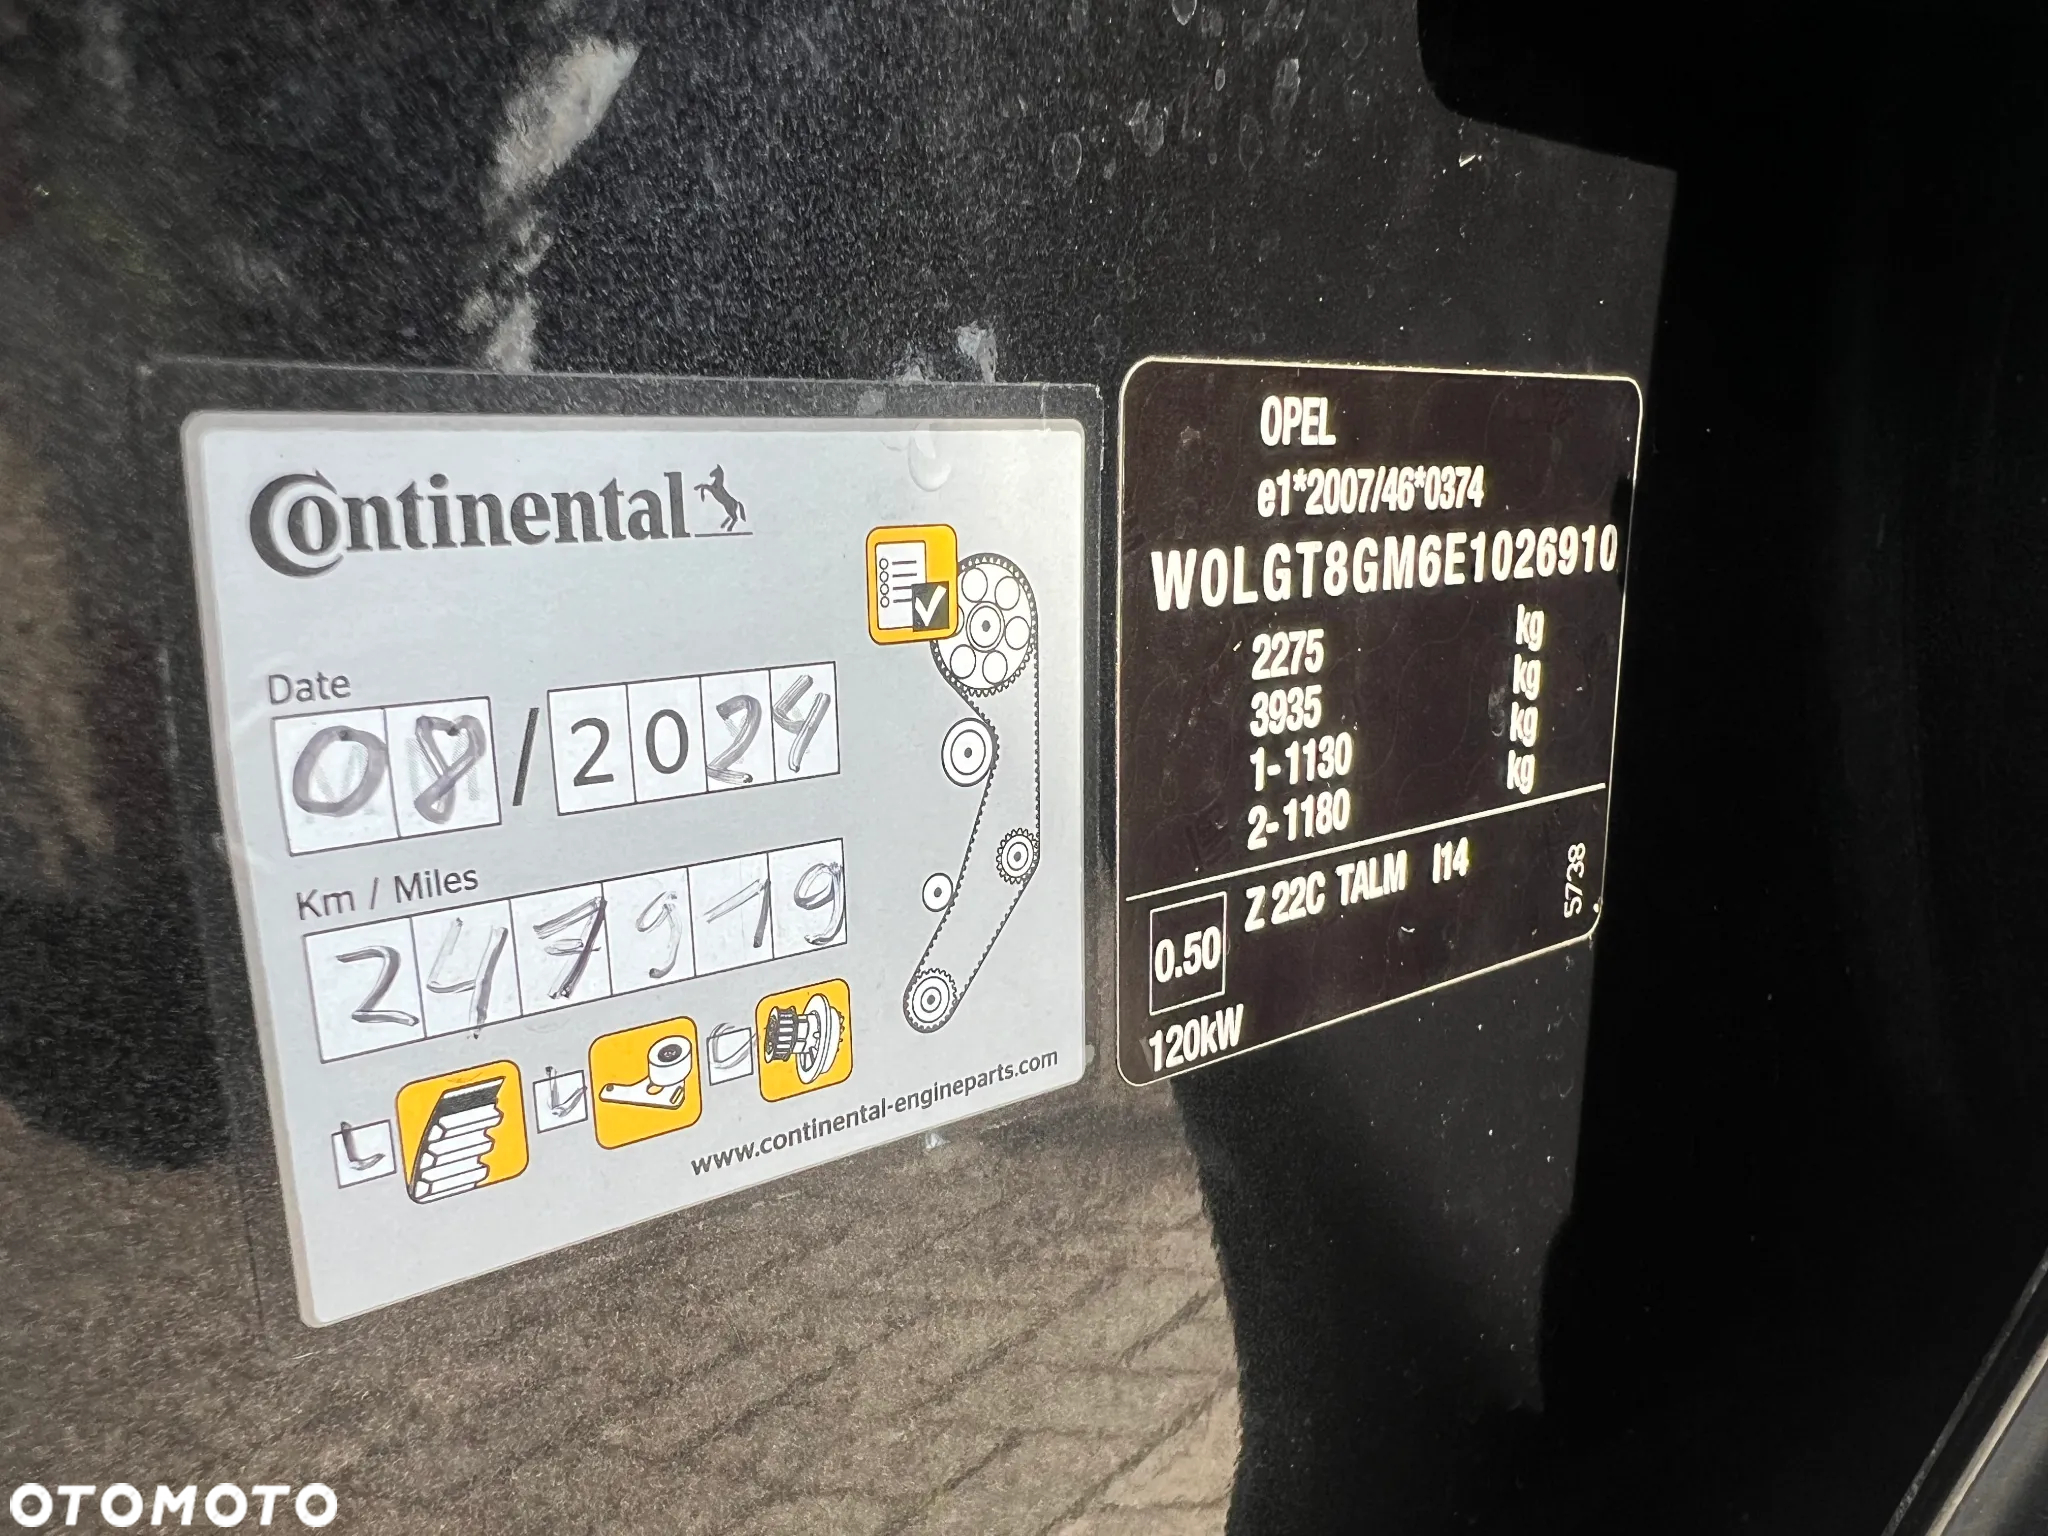 Continental
Date
08/2024
Km / Miles
247919
www.continental-engineparts.com
OPEL
e1*2007/46*0374
W0LGT8GM6E1026910
2275 kg
3935 kg
1-1130 kg
2-1180 kg
0.50 Z 22C TALM I14 5738
120kW
OTOMOTO